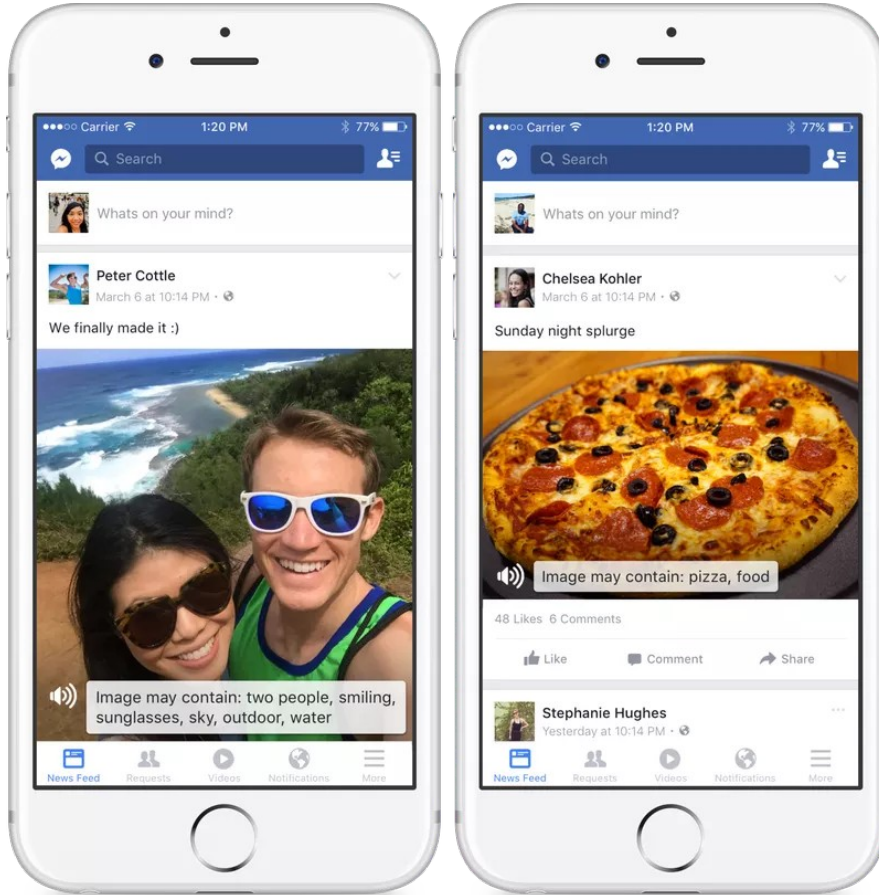 Carrier
1:20 PM
77%
Search
Whats on your mind?
Peter Cottle
March 6 at 10:14 PM •
We finally made it :)
Image may contain: two people, smiling,
sunglasses, sky, outdoor, water
News Feed
Requests
Videos
Notifications
More
Carrier
1:20 PM
77%
Search
Whats on your mind?
Chelsea Kohler
March 6 at 10:14 PM •
Sunday night splurge
Image may contain: pizza, food
48 Likes 6 Comments
Like
Comment
Share
Stephanie Hughes
Yesterday at 10:14 PM •
News Feed
Requests
Videos
Notifications
More